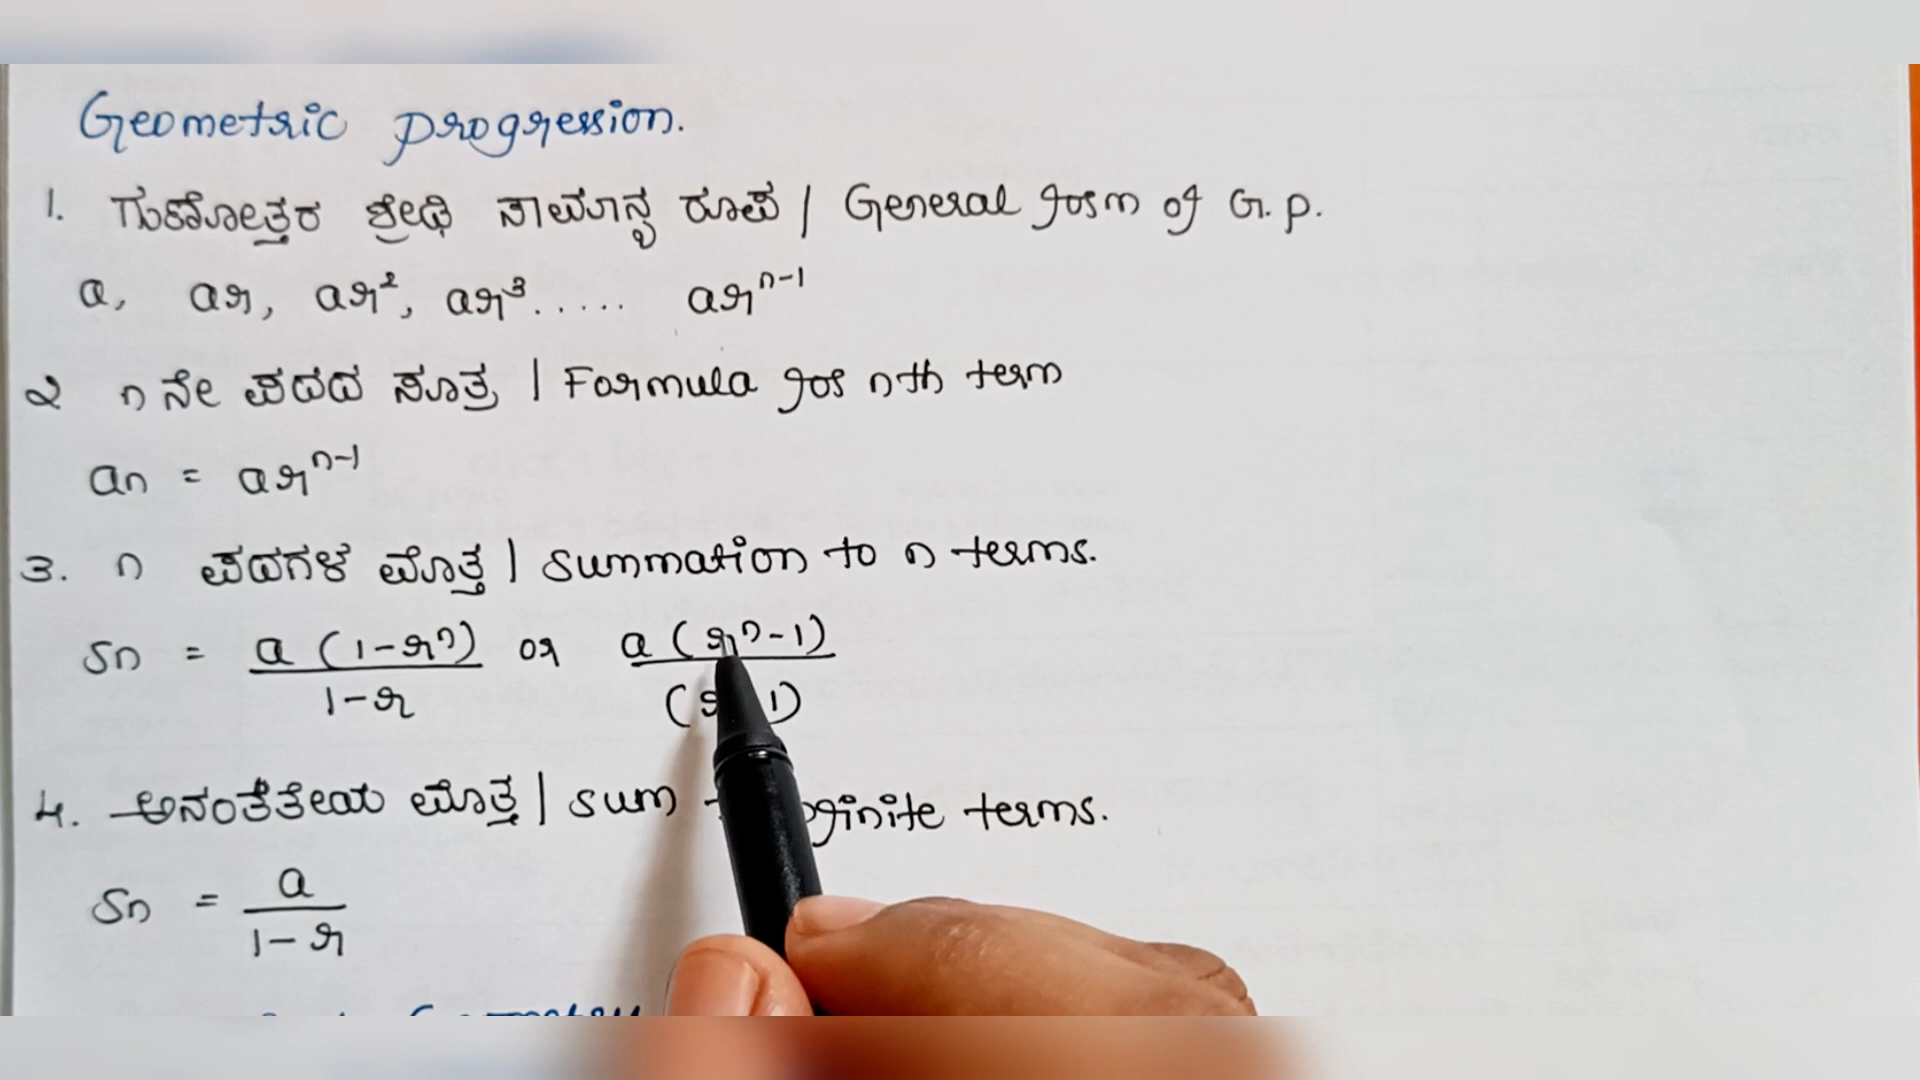 Geometric progression.
1. ಗುಣೋತ್ತರ ಶ್ರೇಢಿ ಸಾಮಾನ್ಯ ರೂಪ / General form of G.p.
a, ar, ar², ar³..... arⁿ⁻¹
2 n ನೇ ಪದದ ಸೂತ್ರ / Formula for nth term
an = arⁿ⁻¹
3. n ಪದಗಳ ಮೊತ್ತ / Summation to n terms.
Sn = a(1-rⁿ) / 1-r or a(rⁿ-1) / (r-1)
4. ಅನಂತತೆಯ ಮೊತ್ತ / Sum infinite terms.
Sn = a / 1-r